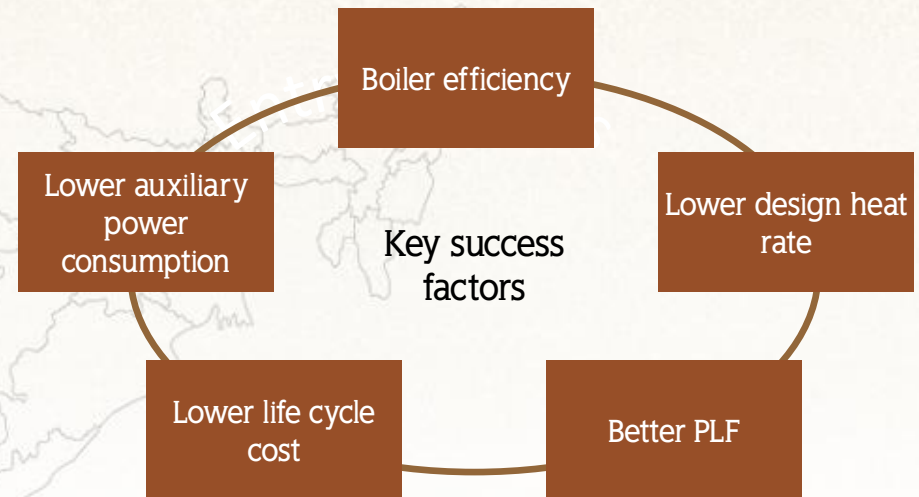 Boiler efficiency
Lower auxiliary
power
consumption
Lower design heat
rate
Key success
factors
Lower life cycle
cost
Better PLF